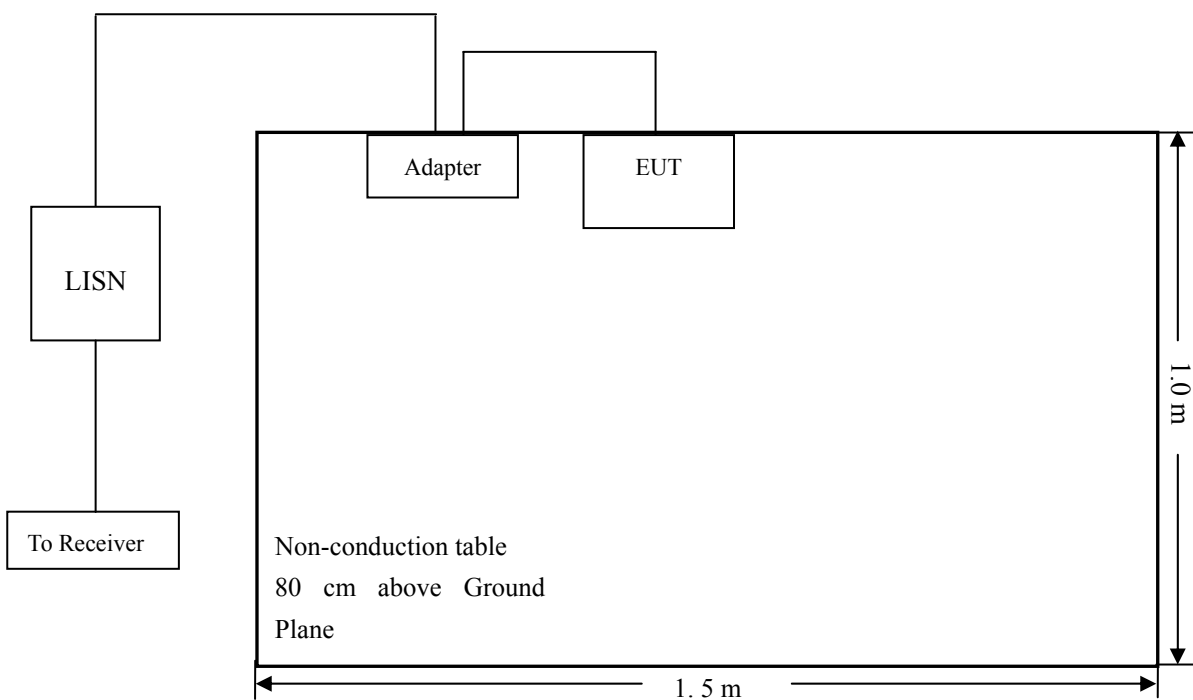 Adapter
EUT
LISN
1.0 m
To Receiver
Non-conduction table
80 cm above Ground
Plane
1. 5 m